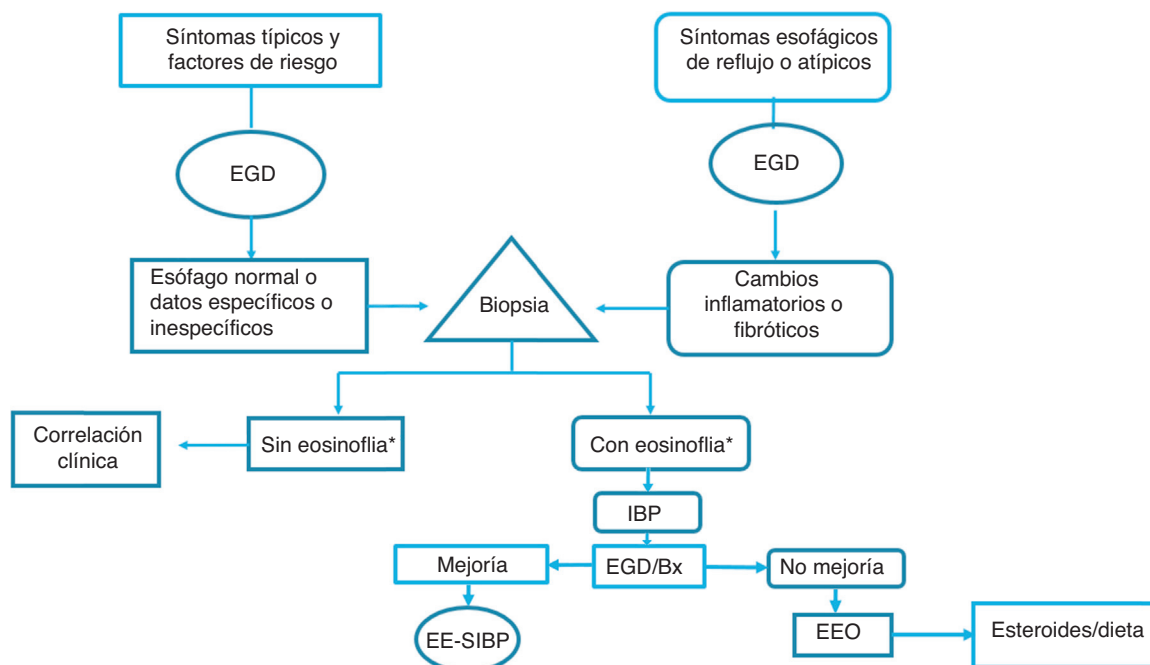 Síntomas típicos y
factores de riesgo
Síntomas esofágicos
de reflujo o atípicos
EGD
EGD
Esófago normal o
datos específicos o
inespecíficos
Biopsia
Cambios
inflamatorios o
fibróticos
Correlación
clínica
Sin eosinoflia*
Con eosinoflia*
IBP
Mejoría
EGD/Bx
No mejoría
EE-SIBP
EEO
Esteroides/dieta